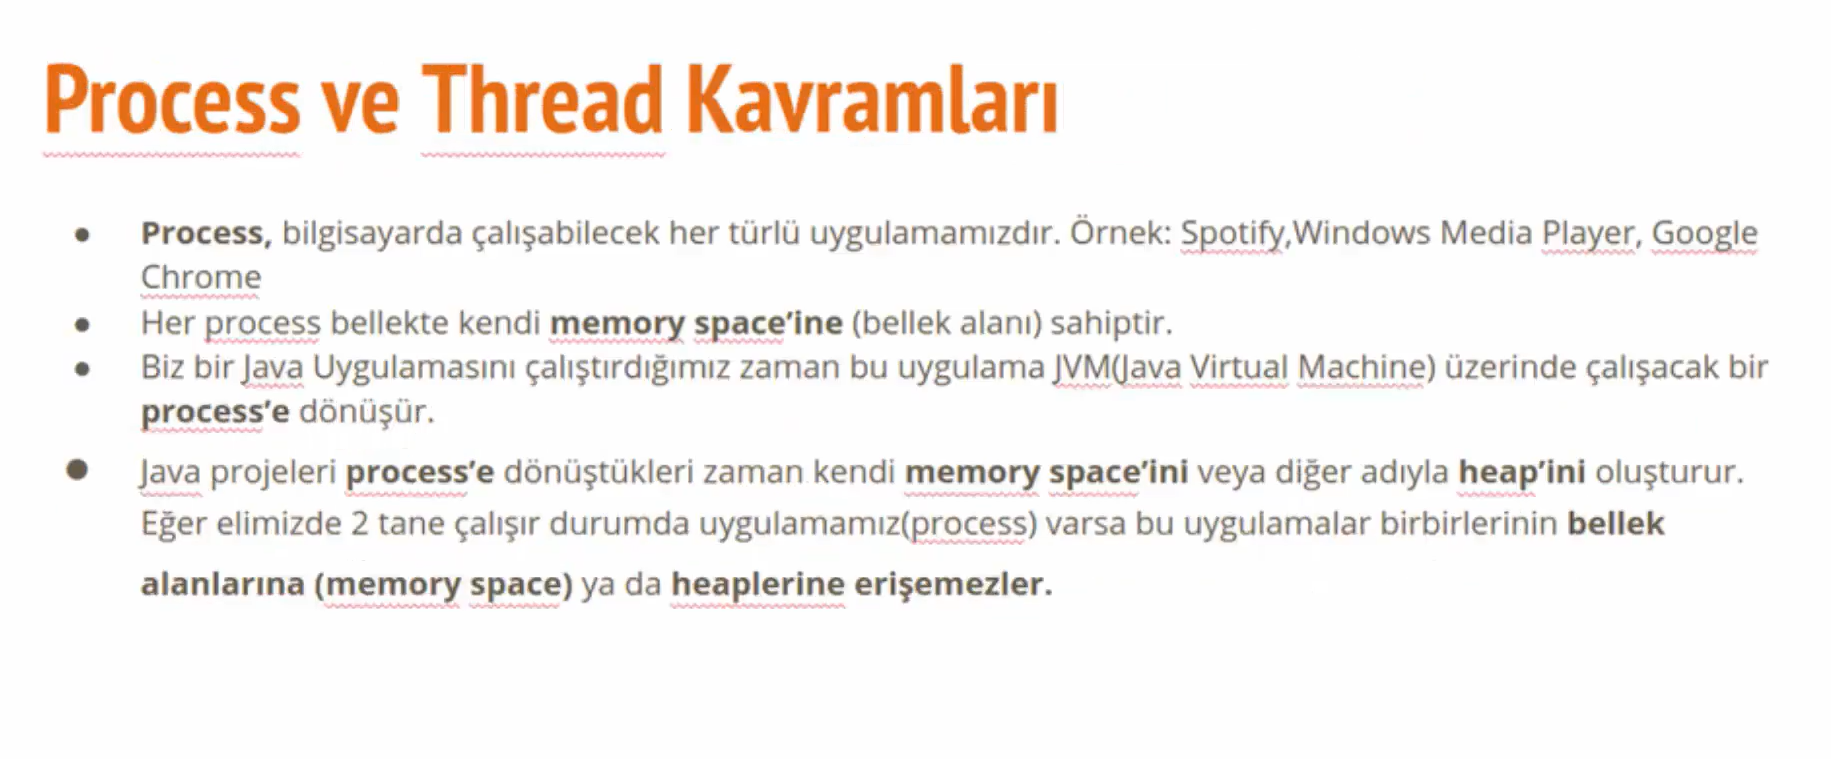 Process ve Thread Kavramları
● Process, bilgisayarda çalışabilecek her türlü uygulamamızdır. Örnek: Spotify,Windows Media Player, Google
Chrome
● Her process bellekte kendi memory space’ine (bellek alanı) sahiptir.
● Biz bir Java Uygulamasını çalıştırdığımız zaman bu uygulama JVM(Java Virtual Machine) üzerinde çalışacak bir
process’e dönüşür.
● Java projeleri process’e dönüştükleri zaman kendi memory space’ini veya diğer adıyla heap’ini oluşturur.
Eğer elimizde 2 tane çalışır durumda uygulamamız(process) varsa bu uygulamalar birbirlerinin bellek
alanlarına (memory space) ya da heaplerine erişemezler.